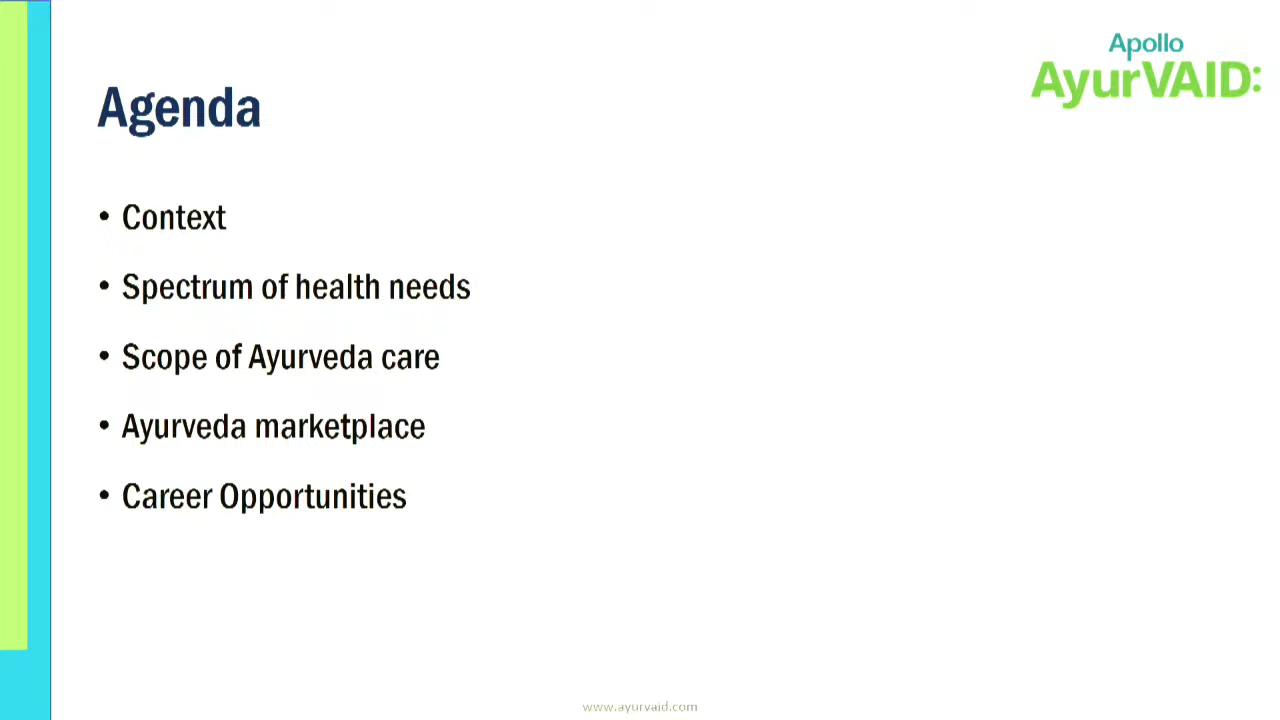 Apollo
AyurVAID:
Agenda
• Context
• Spectrum of health needs
• Scope of Ayurveda care
• Ayurveda marketplace
• Career Opportunities
www.ayurvaid.com